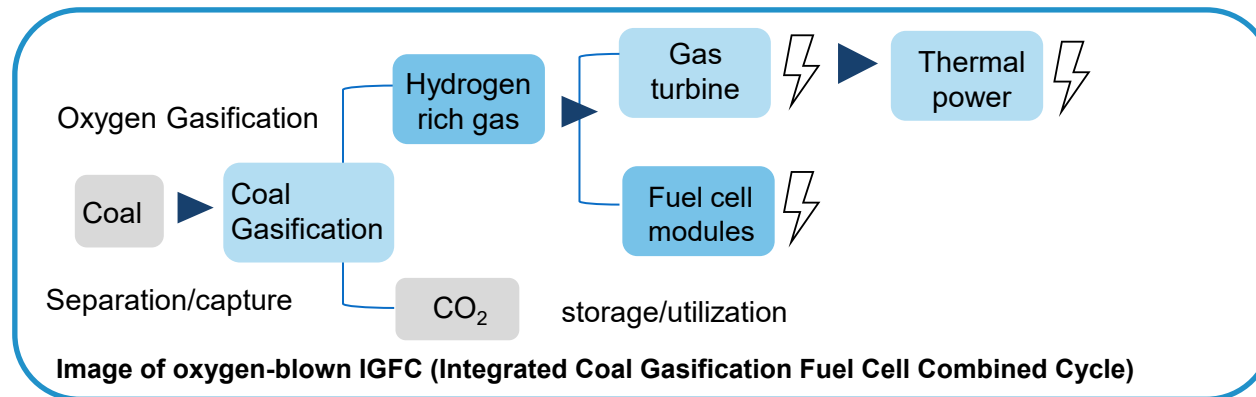 Gas
turbine
Thermal
power
Hydrogen
rich gas
Oxygen Gasification
Coal
Coal
Gasification
Fuel cell
modules
Separation/capture
CO₂
storage/utilization
Image of oxygen-blown IGFC (Integrated Coal Gasification Fuel Cell Combined Cycle)